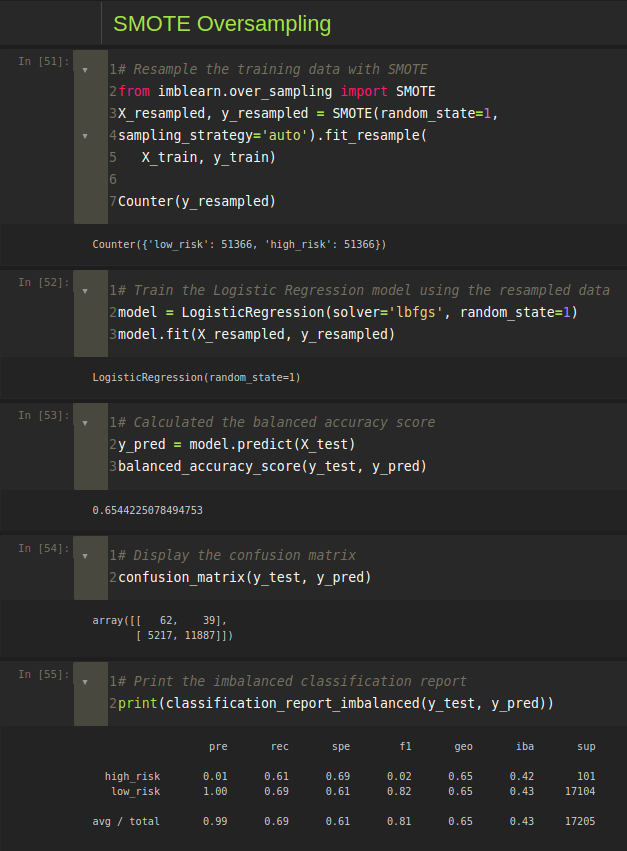 SMOTE Oversampling
In [51]:
1# Resample the training data with SMOTE
2from imblearn.over_sampling import SMOTE
3X_resampled, y_resampled = SMOTE(random_state=1,
4sampling_strategy='auto').fit_resample(
5   X_train, y_train)
6
7Counter(y_resampled)
Counter({'low_risk': 51366, 'high_risk': 51366})
In [52]:
1# Train the Logistic Regression model using the resampled data
2model = LogisticRegression(solver='lbfgs', random_state=1)
3model.fit(X_resampled, y_resampled)
LogisticRegression(random_state=1)
In [53]:
1# Calculated the balanced accuracy score
2y_pred = model.predict(X_test)
3balanced_accuracy_score(y_test, y_pred)
0.6544225078494753
In [54]:
1# Display the confusion matrix
2confusion_matrix(y_test, y_pred)
array([[   62,    39],
       [ 5217, 11887]])
In [55]:
1# Print the imbalanced classification report
2print(classification_report_imbalanced(y_test, y_pred))
pre rec spe f1 geo iba sup
high_risk 0.01 0.61 0.69 0.02 0.65 0.42 101
low_risk 1.00 0.69 0.61 0.82 0.65 0.43 17104
avg / total 0.99 0.69 0.61 0.81 0.65 0.43 17205